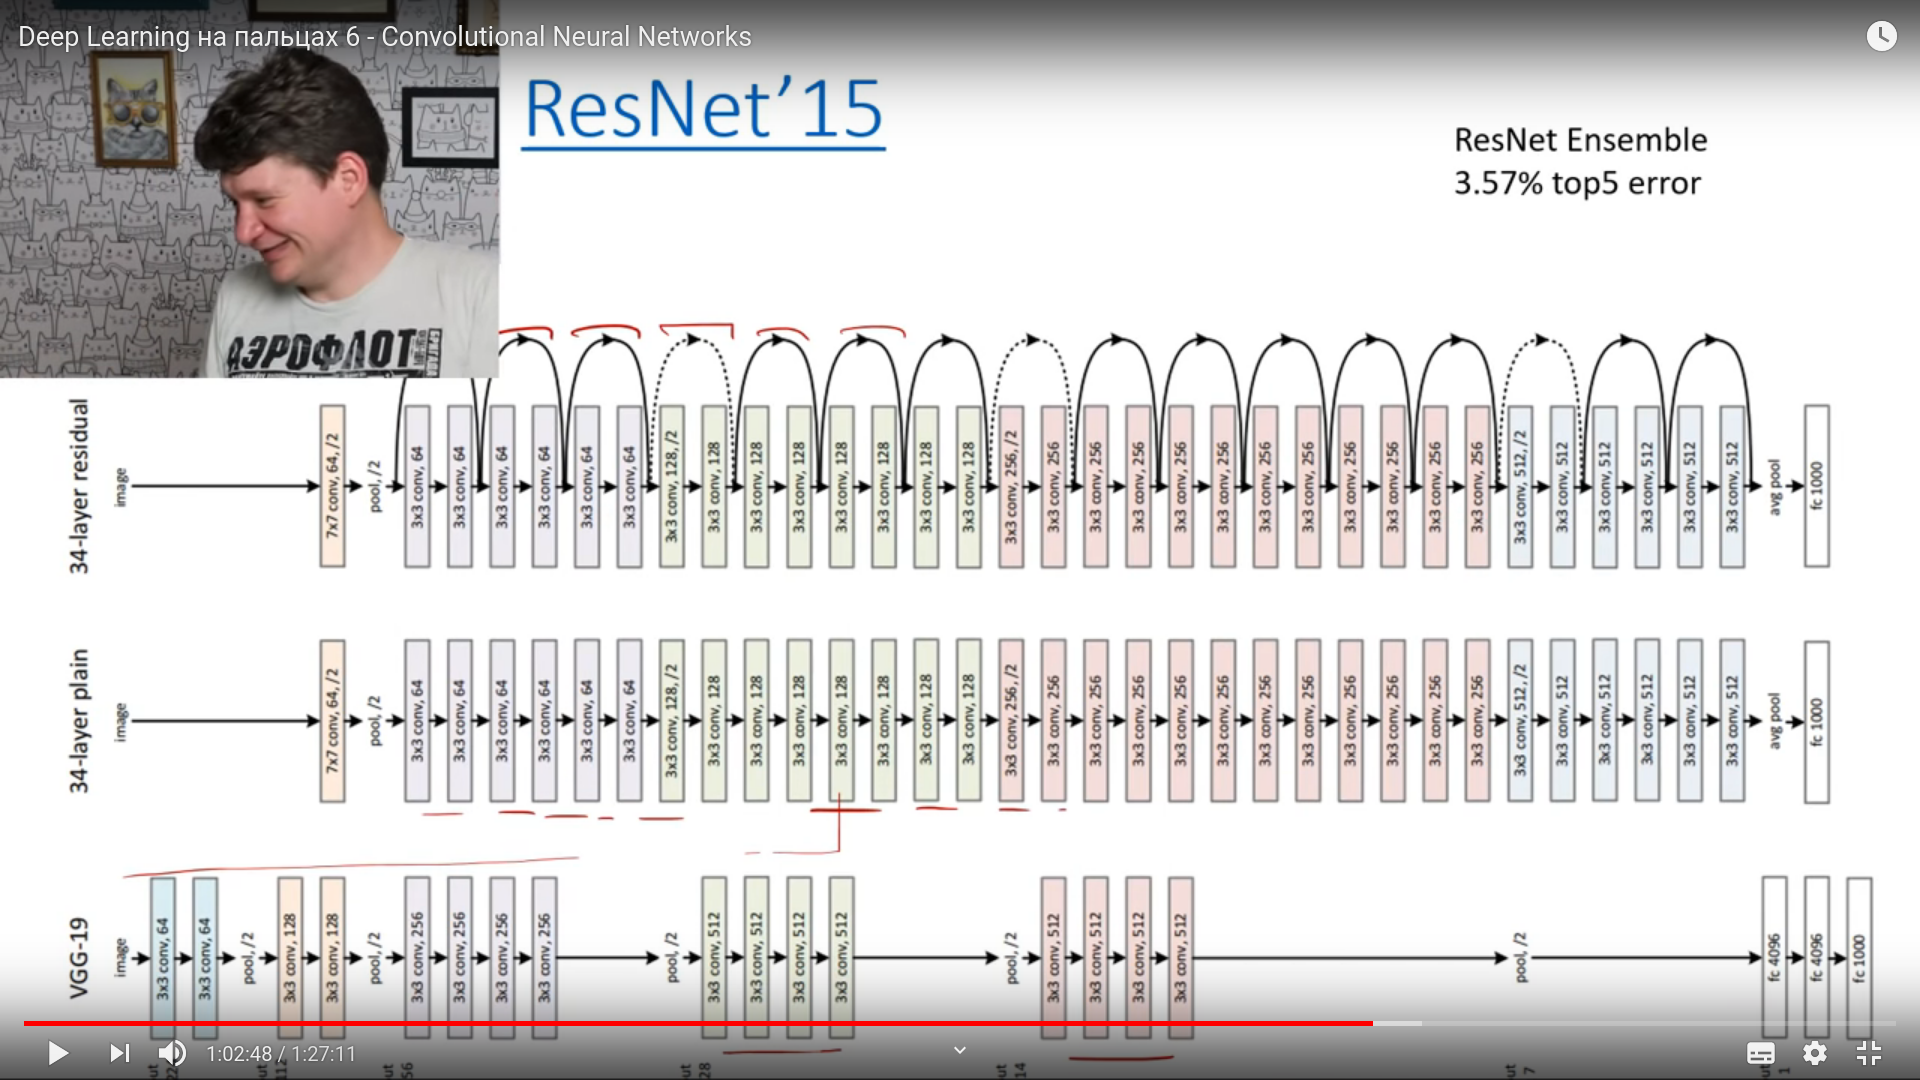 Deep Learning на пальцах 6 - Convolutional Neural Networks
ResNet’15
ResNet Ensemble
3.57% top5 error
АЭРОФЛОТ
34-layer residual
image
7x7 conv, 64, /2
pool, /2
3x3 conv, 64
3x3 conv, 64
3x3 conv, 64
3x3 conv, 64
3x3 conv, 64
3x3 conv, 64
3x3 conv, 128, /2
3x3 conv, 128
3x3 conv, 128
3x3 conv, 128
3x3 conv, 128
3x3 conv, 128
3x3 conv, 128
3x3 conv, 128
3x3 conv, 256, /2
3x3 conv, 256
3x3 conv, 256
3x3 conv, 256
3x3 conv, 256
3x3 conv, 256
3x3 conv, 256
3x3 conv, 256
3x3 conv, 256
3x3 conv, 256
3x3 conv, 256
3x3 conv, 256
3x3 conv, 512, /2
3x3 conv, 512
3x3 conv, 512
3x3 conv, 512
3x3 conv, 512
3x3 conv, 512
avg pool
fc 1000
34-layer plain
image
7x7 conv, 64, /2
pool, /2
3x3 conv, 64
3x3 conv, 64
3x3 conv, 64
3x3 conv, 64
3x3 conv, 64
3x3 conv, 64
3x3 conv, 128, /2
3x3 conv, 128
3x3 conv, 128
3x3 conv, 128
3x3 conv, 128
3x3 conv, 128
3x3 conv, 128
3x3 conv, 128
3x3 conv, 256, /2
3x3 conv, 256
3x3 conv, 256
3x3 conv, 256
3x3 conv, 256
3x3 conv, 256
3x3 conv, 256
3x3 conv, 256
3x3 conv, 256
3x3 conv, 256
3x3 conv, 256
3x3 conv, 256
3x3 conv, 512, /2
3x3 conv, 512
3x3 conv, 512
3x3 conv, 512
3x3 conv, 512
3x3 conv, 512
avg pool
fc 1000
VGG-19
image
3x3 conv, 64
3x3 conv, 64
pool, /2
3x3 conv, 128
3x3 conv, 128
pool, /2
3x3 conv, 256
3x3 conv, 256
3x3 conv, 256
3x3 conv, 256
pool, /2
3x3 conv, 512
3x3 conv, 512
3x3 conv, 512
3x3 conv, 512
pool, /2
3x3 conv, 512
3x3 conv, 512
3x3 conv, 512
3x3 conv, 512
pool, /2
fc 4096
fc 4096
fc 1000
1:02:48 / 1:27:11